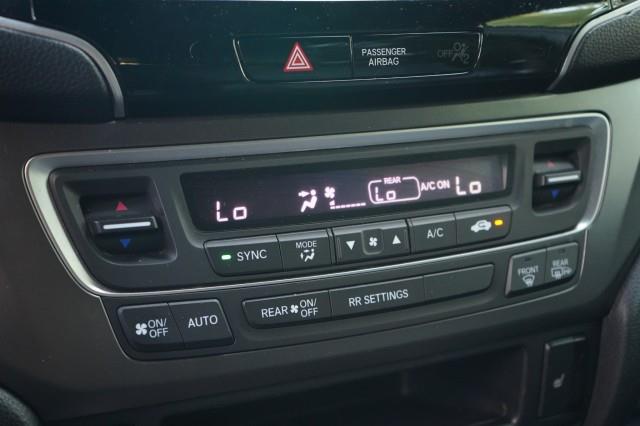 PASSENGER
AIRBAG
OFF
REAR
Lo
Lo
A/C ON
Lo
SYNC
MODE
A/C
FRONT
REAR
ON/
OFF
AUTO
REAR ON/
OFF
RR SETTINGS